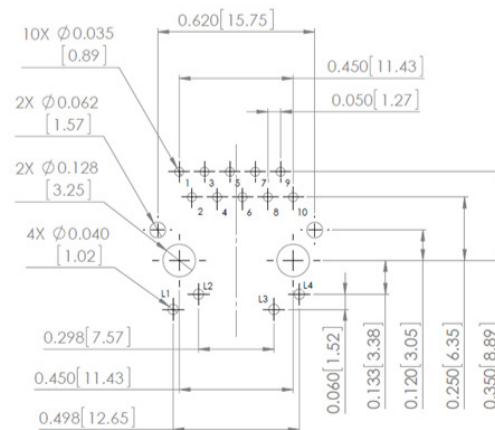 0.620[15.75]
10X Ø0.035
[0.89]
0.450[11.43]
2X Ø0.062
[1.57]
0.050[1.27]
2X Ø0.128
[3.25]
1 3 5 7 9
2 4 6 8 10
4X Ø0.040
[1.02]
L1 L2 L3 L4
0.298[7.57]
0.450[11.43]
0.498[12.65]
0.060[1.52]
0.133[3.38]
0.120[3.05]
0.250[6.35]
0.350[8.89]